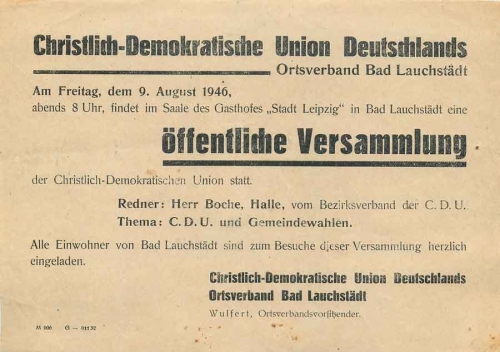 Christlich-Demokratische Union Deutschlands
Ortsverband Bad Lauchstädt
Am Freitag, dem 9. August 1946,
abends 8 Uhr, findet im Saale des Gasthofes „Stadt Leipzig" in Bad Lauchstädt eine
öffentliche Versammlung
der Christlich-Demokratischen Union statt.
Redner: Herr Boche, Halle, vom Bezirksverband der C. D. U.
Thema: C. D. U. und Gemeindewahlen.
Alle Einwohner von Bad Lauchstädt sind zum Besuche dieser Versammlung herzlich
eingeladen.
Christlich-Demokratische Union Deutschlands
Ortsverband Bad Lauchstädt
Wulfert, Ortsverbandsvorsitzender.